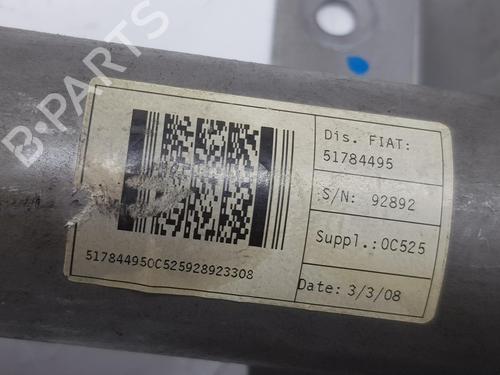 B-PARTS
Dis. FIAT:
51784495
S/N: 92892
Suppl.:0C525
Date: 3/3/08
517844950C525928923308